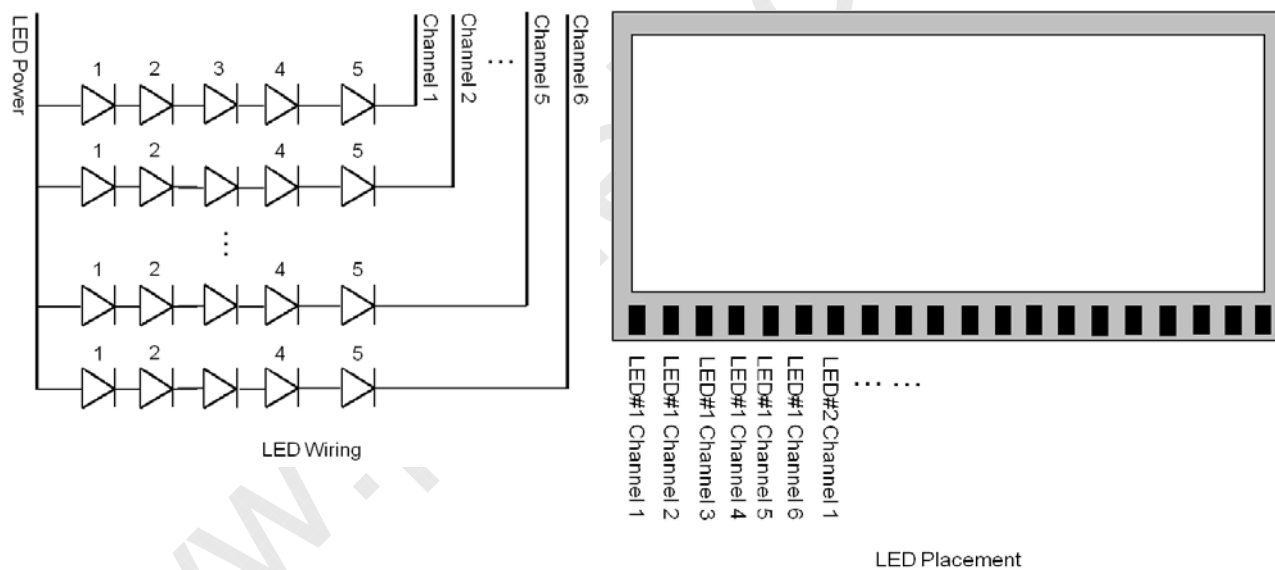 LED Power
Channel 1
Channel 2
...
Channel 5
Channel 6
1 2 3 4 5
1 2 4 5
...
1 2 4 5
1 2 4 5
LED Wiring
LED#1 Channel 1
LED#1 Channel 2
LED#1 Channel 3
LED#1 Channel 4
LED#1 Channel 5
LED#1 Channel 6
LED#2 Channel 1
... ...
LED Placement